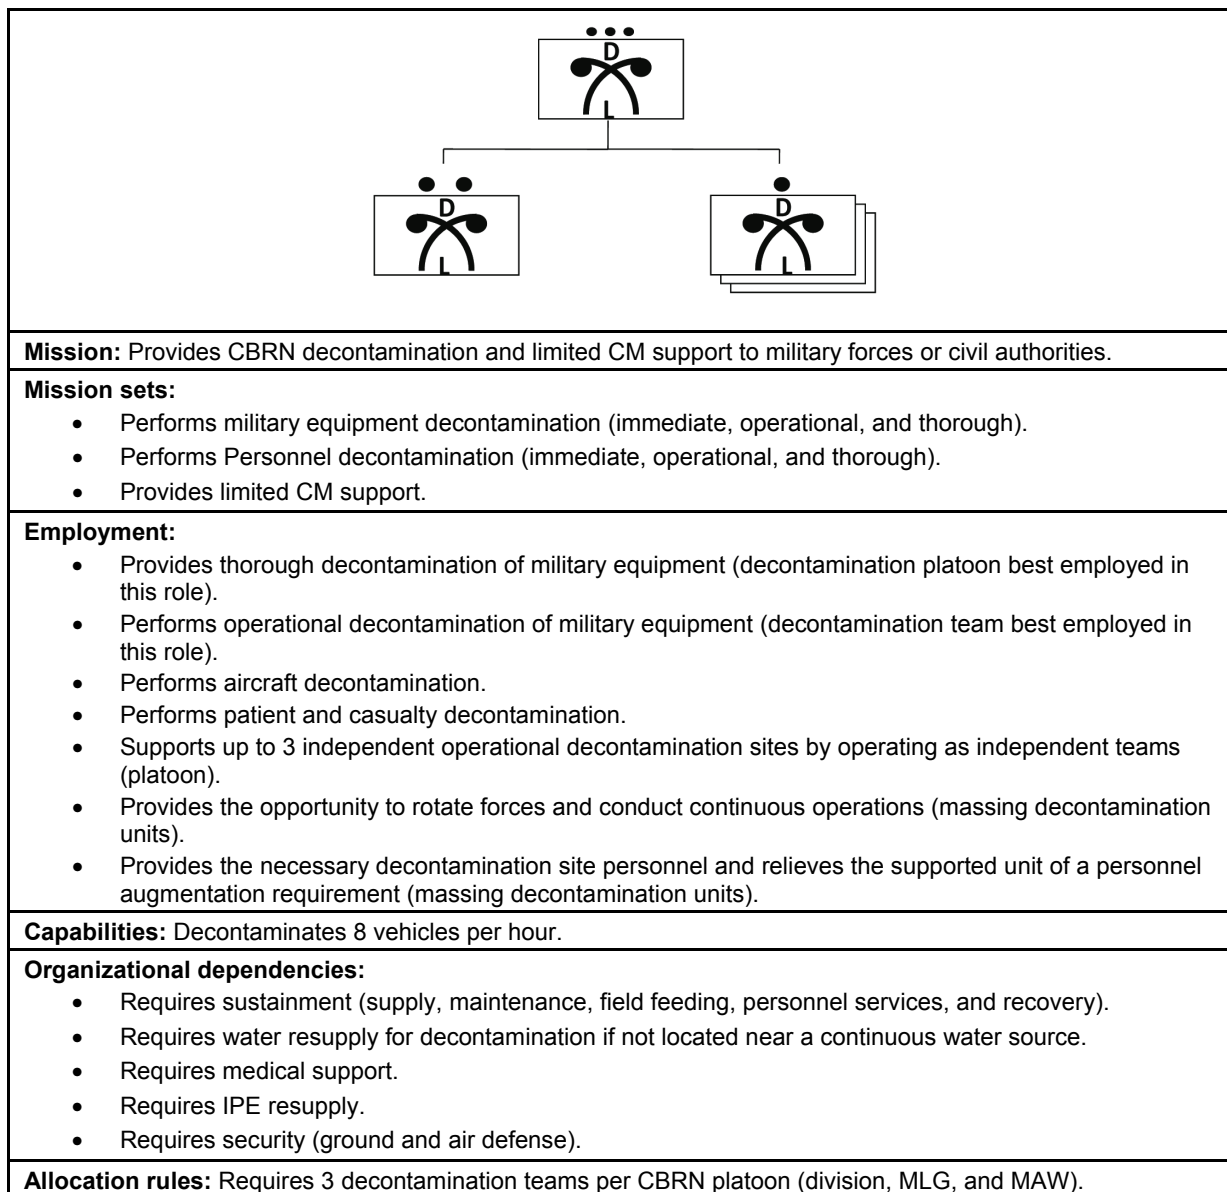 D
L
D
L
D
L
Mission: Provides CBRN decontamination and limited CM support to military forces or civil authorities.
Mission sets:
• Performs military equipment decontamination (immediate, operational, and thorough).
• Performs Personnel decontamination (immediate, operational, and thorough).
• Provides limited CM support.
Employment:
• Provides thorough decontamination of military equipment (decontamination platoon best employed in
this role).
• Performs operational decontamination of military equipment (decontamination team best employed in
this role).
• Performs aircraft decontamination.
• Performs patient and casualty decontamination.
• Supports up to 3 independent operational decontamination sites by operating as independent teams
(platoon).
• Provides the opportunity to rotate forces and conduct continuous operations (massing decontamination
units).
• Provides the necessary decontamination site personnel and relieves the supported unit of a personnel
augmentation requirement (massing decontamination units).
Capabilities: Decontaminates 8 vehicles per hour.
Organizational dependencies:
• Requires sustainment (supply, maintenance, field feeding, personnel services, and recovery).
• Requires water resupply for decontamination if not located near a continuous water source.
• Requires medical support.
• Requires IPE resupply.
• Requires security (ground and air defense).
Allocation rules: Requires 3 decontamination teams per CBRN platoon (division, MLG, and MAW).